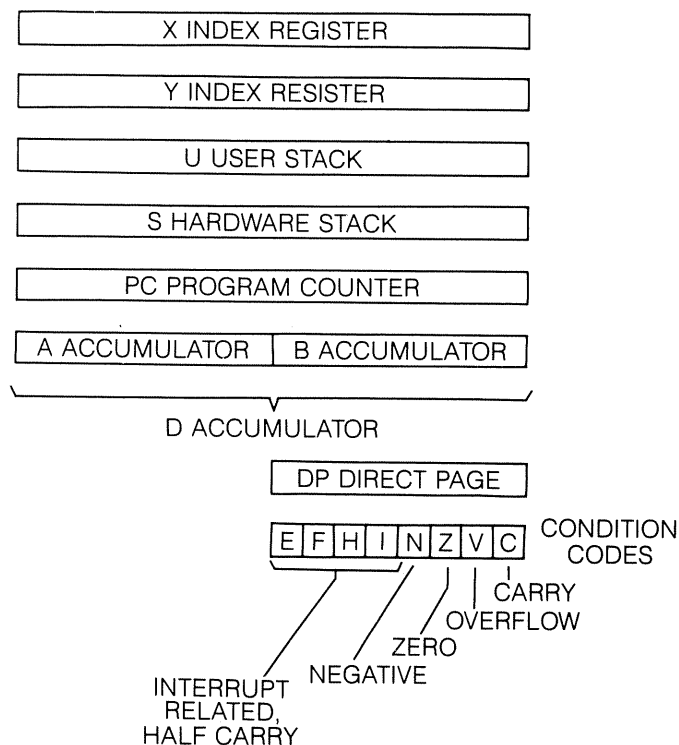 X INDEX REGISTER
Y INDEX RESISTER
U USER STACK
S HARDWARE STACK
PC PROGRAM COUNTER
A ACCUMULATOR B ACCUMULATOR
D ACCUMULATOR
DP DIRECT PAGE
E F H I N Z V C
CONDITION
CODES
CARRY
OVERFLOW
ZERO
NEGATIVE
INTERRUPT
RELATED,
HALF CARRY